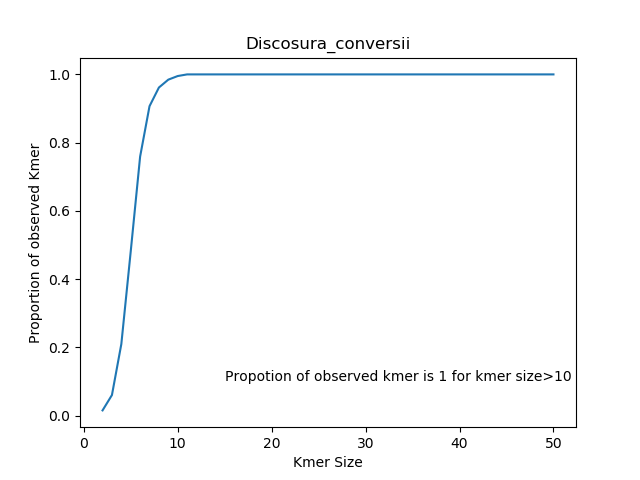 Discosura_conversii
Proportion of observed Kmer
1.0
0.8
0.6
0.4
0.2
0.0
Propotion of observed kmer is 1 for kmer size>10
0 10 20 30 40 50
Kmer Size